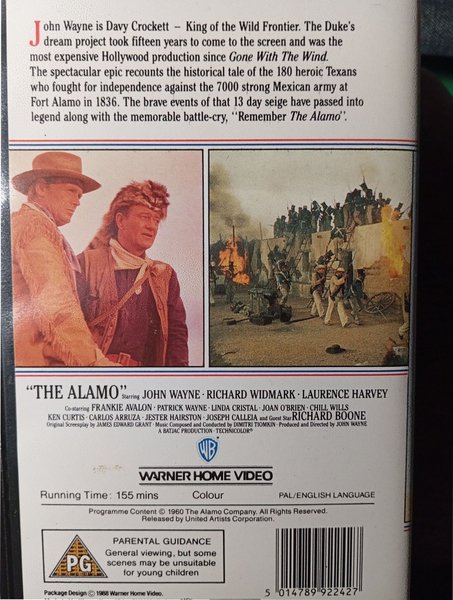 John Wayne is Davy Crockett – King of the Wild Frontier. The Duke's
dream project took fifteen years to come to the screen and was the
most expensive Hollywood production since Gone With The Wind.
The spectacular epic recounts the historical tale of the 180 heroic Texans
who fought for independence against the 7000 strong Mexican army at
Fort Alamo in 1836. The brave events of that 13 day seige have passed into
legend along with the memorable battle-cry, "Remember The Alamo".
"THE ALAMO" Starring JOHN WAYNE · RICHARD WIDMARK · LAURENCE HARVEY
Co-starring FRANKIE AVALON · PATRICK WAYNE · LINDA CRISTAL · JOAN O'BRIEN · CHILL WILLS
KEN CURTIS · CARLOS ARRUZA · JESTER HAIRSTON · JOSEPH CALLEIA and Guest Star RICHARD BOONE
Original Screenplay by JAMES EDWARD GRANT · Music Composed and Conducted by DIMITRI TIOMKIN · Produced and Directed by JOHN WAYNE
A BATJAC PRODUCTION · TECHNICOLOR®
WB
WARNER HOME VIDEO
Running Time: 155 mins Colour PAL/ENGLISH LANGUAGE
Programme Content © 1960 The Alamo Company. All Rights Reserved.
Released by United Artists Corporation.
PG
PARENTAL GUIDANCE
General viewing, but some
scenes may be unsuitable
for young children
Package Design © 1988 Warner Home Video.
5 014789 922427